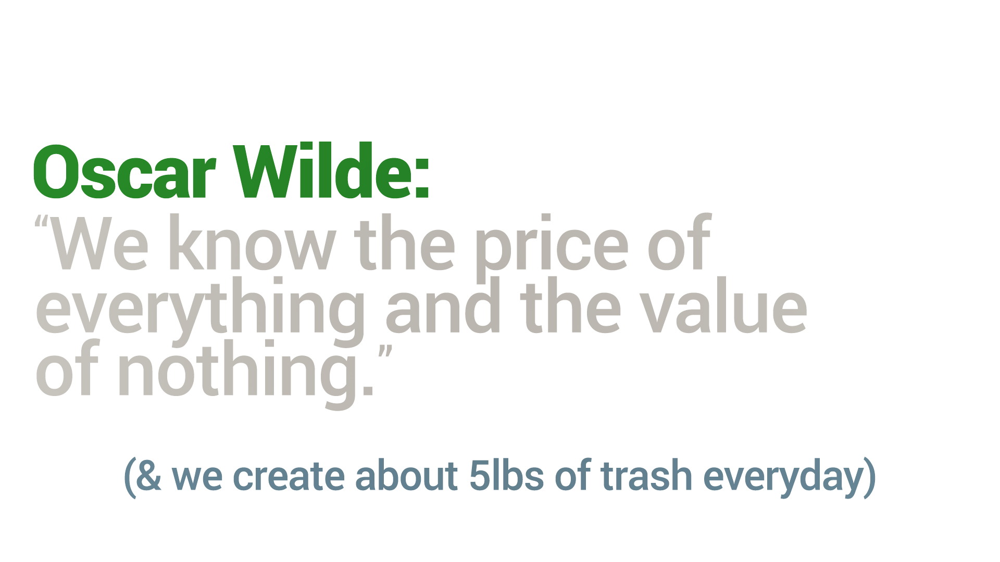 Oscar Wilde:
“We know the price of
everything and the value
of nothing.”
(& we create about 5lbs of trash everyday)